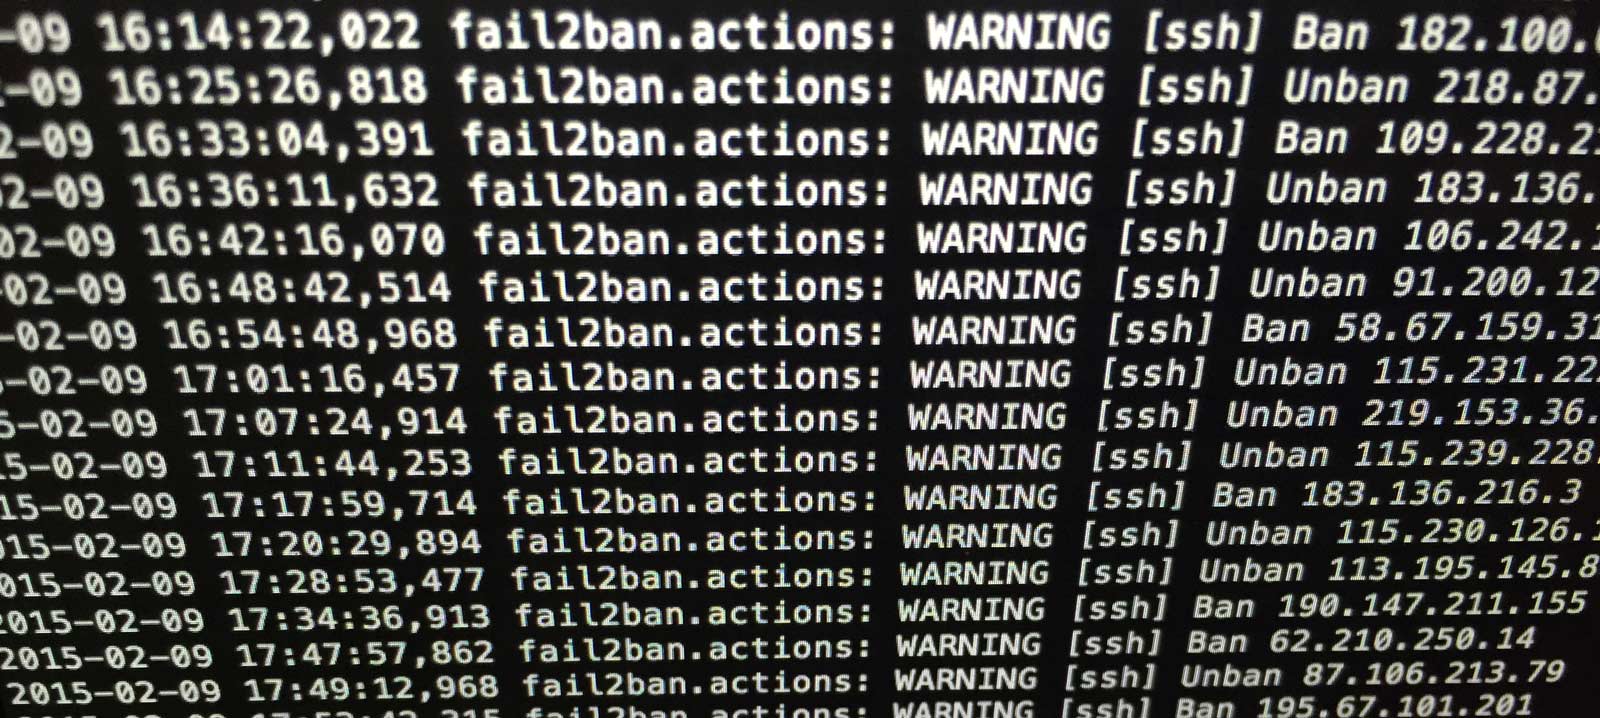 -09 16:14:22,022 fail2ban.actions: WARNING [ssh] Ban 182.100.
-09 16:25:26,818 fail2ban.actions: WARNING [ssh] Unban 218.87.
2-09 16:33:04,391 fail2ban.actions: WARNING [ssh] Ban 109.228.2
02-09 16:36:11,632 fail2ban.actions: WARNING [ssh] Unban 183.136.
02-09 16:42:16,070 fail2ban.actions: WARNING [ssh] Unban 106.242.1
-02-09 16:48:42,514 fail2ban.actions: WARNING [ssh] Unban 91.200.12
-02-09 16:54:48,968 fail2ban.actions: WARNING [ssh] Ban 58.67.159.31
-02-09 17:01:16,457 fail2ban.actions: WARNING [ssh] Unban 115.231.22
5-02-09 17:07:24,914 fail2ban.actions: WARNING [ssh] Unban 219.153.36.
15-02-09 17:11:44,253 fail2ban.actions: WARNING [ssh] Unban 115.239.228.
15-02-09 17:17:59,714 fail2ban.actions: WARNING [ssh] Ban 183.136.216.3
015-02-09 17:20:29,894 fail2ban.actions: WARNING [ssh] Unban 115.230.126.1
015-02-09 17:28:53,477 fail2ban.actions: WARNING [ssh] Unban 113.195.145.8
2015-02-09 17:34:36,913 fail2ban.actions: WARNING [ssh] Ban 190.147.211.155
2015-02-09 17:47:57,862 fail2ban.actions: WARNING [ssh] Ban 62.210.250.14
2015-02-09 17:49:12,968 fail2ban.actions: WARNING [ssh] Unban 87.106.213.79
fail2ban.actions: WARNING [ssh] Ban 195.67.101.201